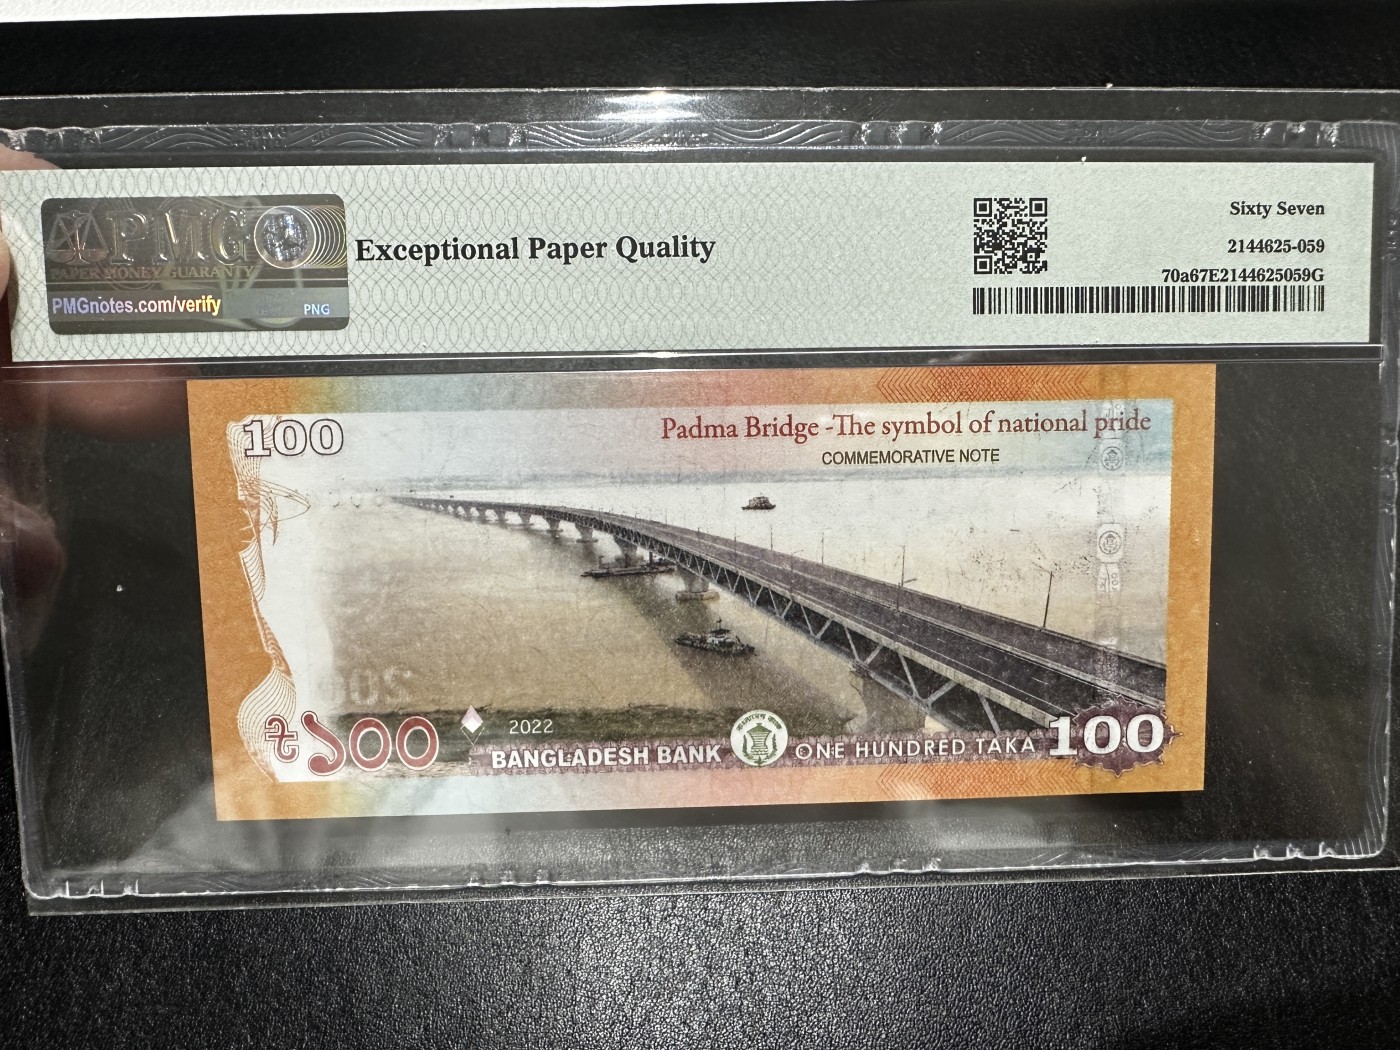 PMG
PAPER MONEY GUARANTY
PMGnotes.com/verify
PNG
Exceptional Paper Quality
Sixty Seven
2144625-059
70a67E2144625059G
100
Padma Bridge -The symbol of national pride
COMMEMORATIVE NOTE
৳১০০
2022
BANGLADESH BANK
ONE HUNDRED TAKA
100